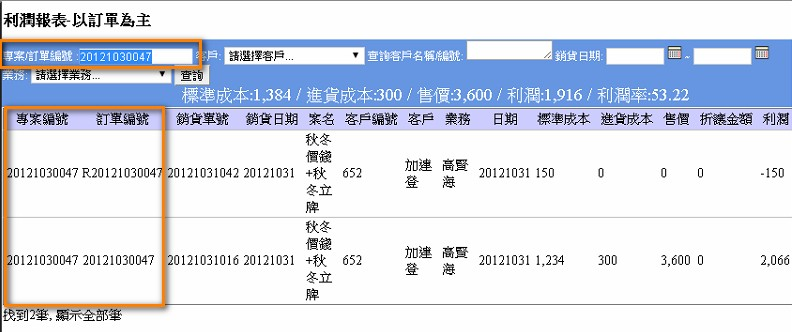 利潤報表-以訂單為主
專案/訂單編號 :20121030047 客戶: 請選擇客戶... 查詢客戶名稱/編號: 銷貨日期: ~
業務: 請選擇業務... 查詢
標準成本:1,384 / 進貨成本:300 / 售價:3,600 / 利潤:1,916 / 利潤率:53.22
專案編號 訂單編號 銷貨單號 銷貨日期 案名 客戶編號 客戶 業務 日期 標準成本 進貨成本 售價 折讓金額 利潤
20121030047 R20121030047 20121031042 20121031 秋冬價錢+秋冬立牌 652 加連登 高賢海 20121031 150 0 0 0 -150
20121030047 20121030047 20121031016 20121031 秋冬價錢+秋冬立牌 652 加連登 高賢海 20121031 1,234 300 3,600 0 2,066
找到2筆, 顯示全部筆